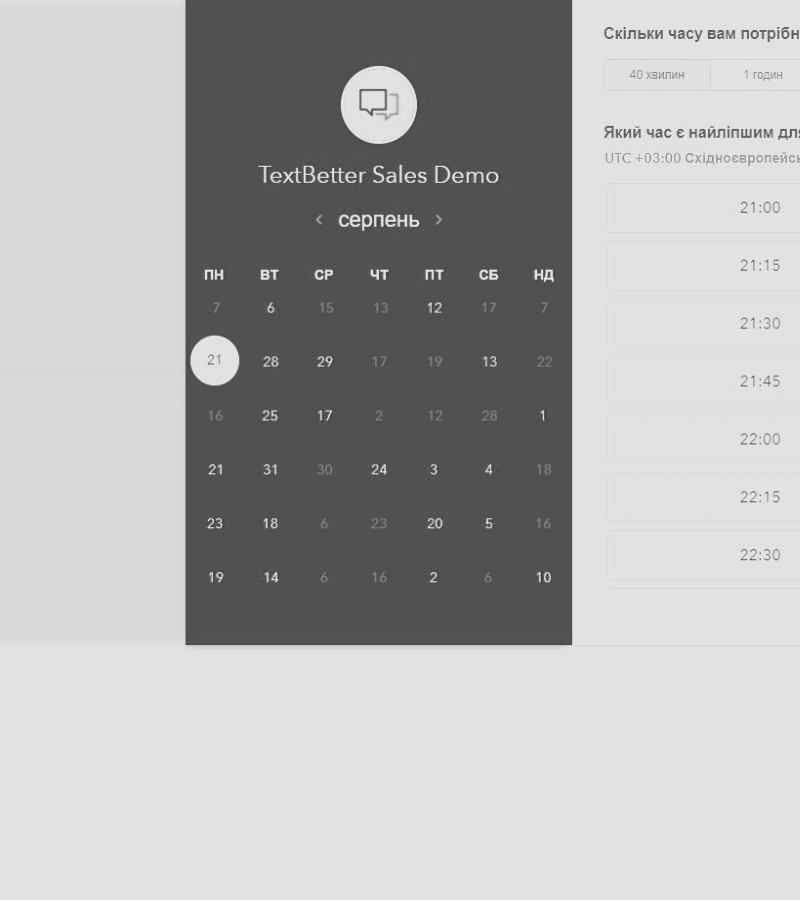 TextBetter Sales Demo
серпень
ПН ВТ СР ЧТ ПТ СБ НД
7 6 15 13 12 17 7
21 28 29 17 19 13 22
16 25 17 2 12 28 1
21 31 30 24 3 4 18
23 18 6 23 20 5 16
19 14 6 16 2 6 10
Скільки часу вам потрібн
40 хвилин 1 годин
Який час є найліпшим дл
UTC +03:00 Східноєвропейсь
21:00
21:15
21:30
21:45
22:00
22:15
22:30